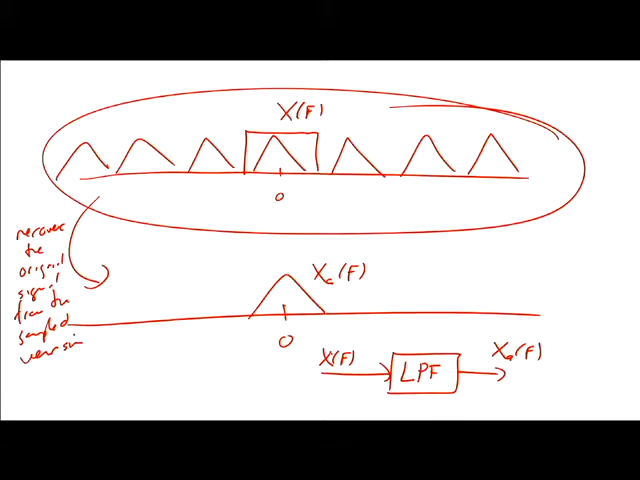 X(F)
0
recover
the
original
signal
from the
sampled
version
Xa(F)
0
X(F)
LPF
Xa(F)